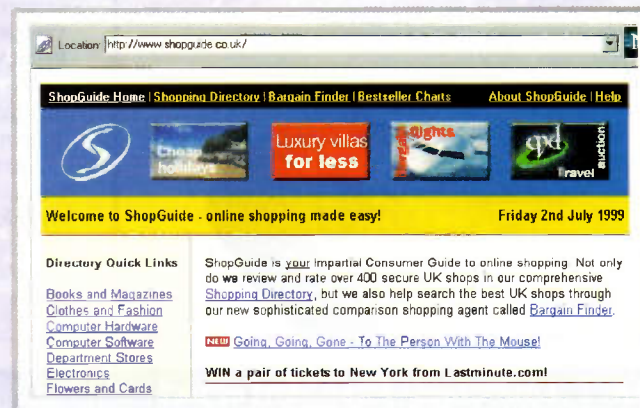 Location: http://www.shopguide.co.uk/
ShopGuide Home | Shopping Directory | Bargain Finder | Bestseller Charts About ShopGuide | Help
Cheap holidays
Luxury villas for less
bargain flights
qxl Travel auctions
Welcome to ShopGuide - online shopping made easy! Friday 2nd July 1999
Directory Quick Links
Books and Magazines
Clothes and Fashion
Computer Hardware
Computer Software
Department Stores
Electronics
Flowers and Cards
ShopGuide is your Impartial Consumer Guide to online shopping. Not only
do we review and rate over 400 secure UK shops in our comprehensive
Shopping Directory, but we also help search the best UK shops through
our new sophisticated comparison shopping agent called Bargain Finder.
NEW Going, Going, Gone - To The Person With The Mouse!
WIN a pair of tickets to New York from Lastminute.com!